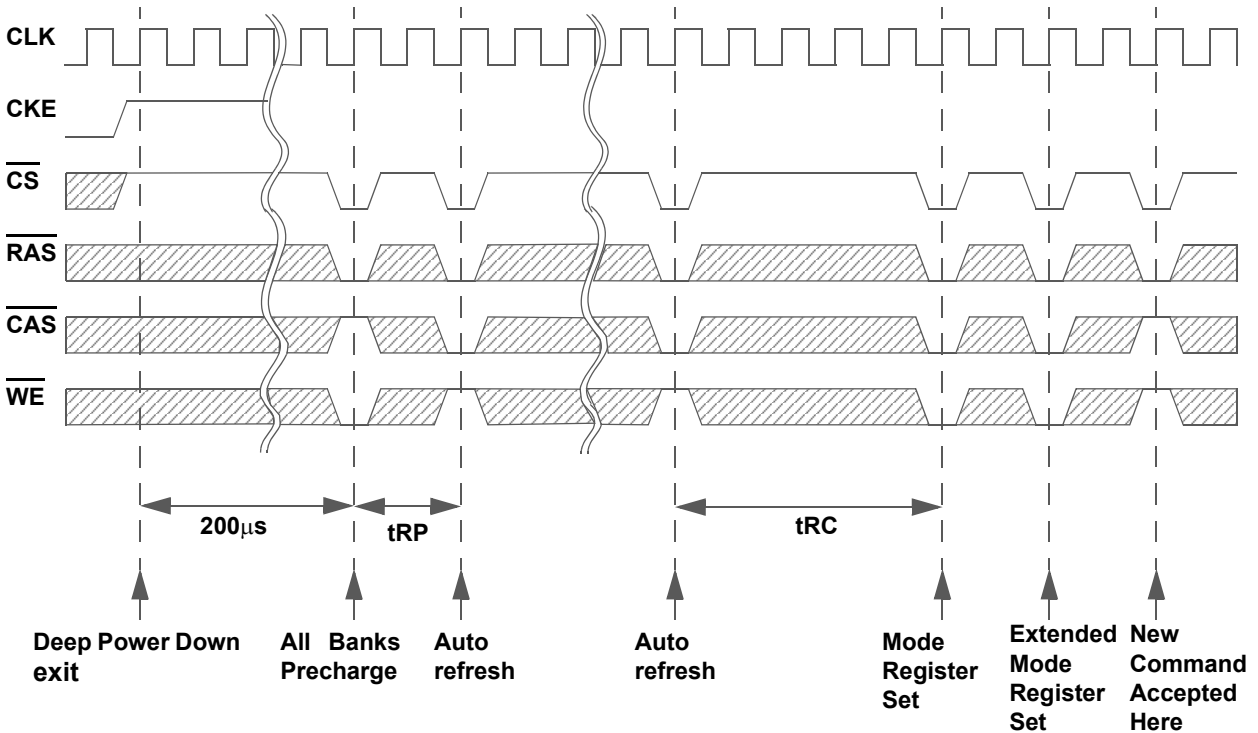 CLK
CKE
CS
RAS
CAS
WE
200μs
tRP
tRC
Deep Power Down
exit
All Banks
Precharge
Auto
refresh
Auto
refresh
Mode
Register
Set
Extended
Mode
Register
Set
New
Command
Accepted
Here